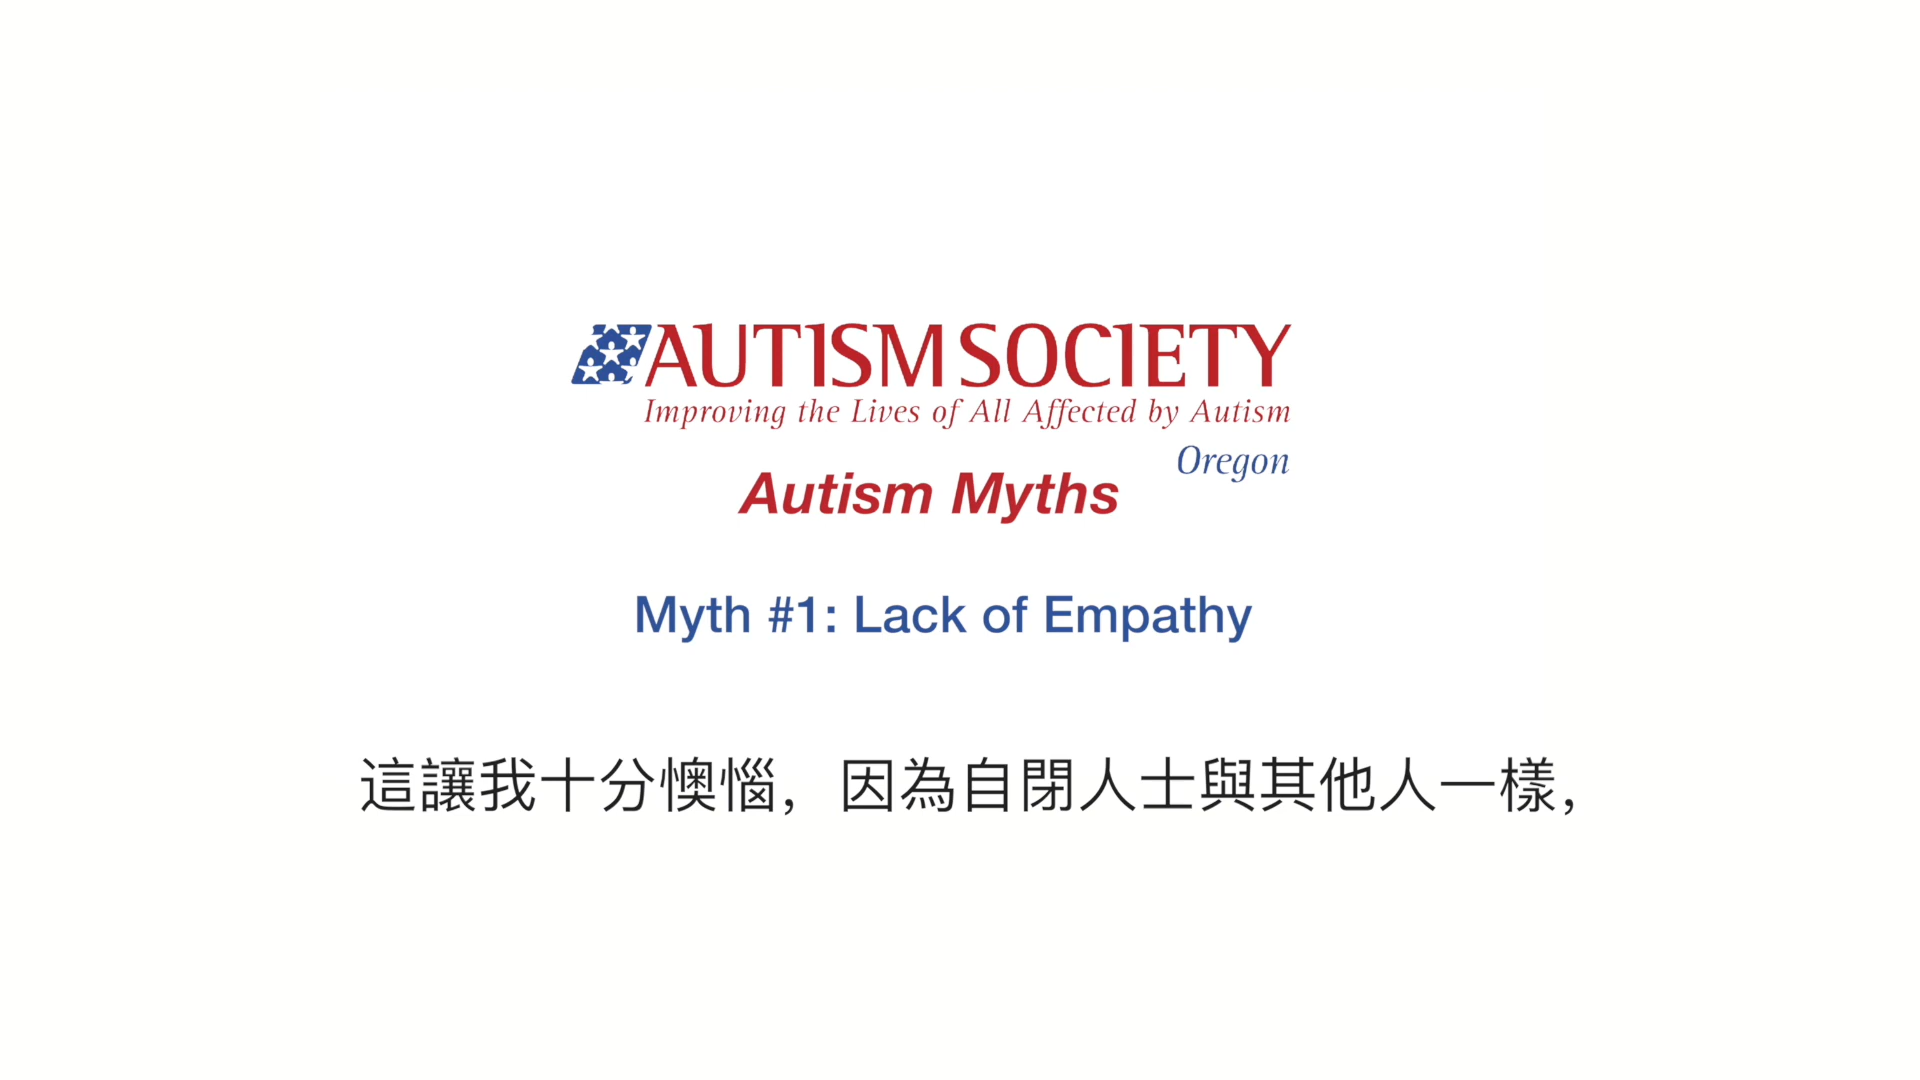 AUTISM SOCIETY
Improving the Lives of All Affected by Autism
Oregon
Autism Myths
Myth #1: Lack of Empathy
這讓我十分懊惱，因為自閉人士與其他人一樣，